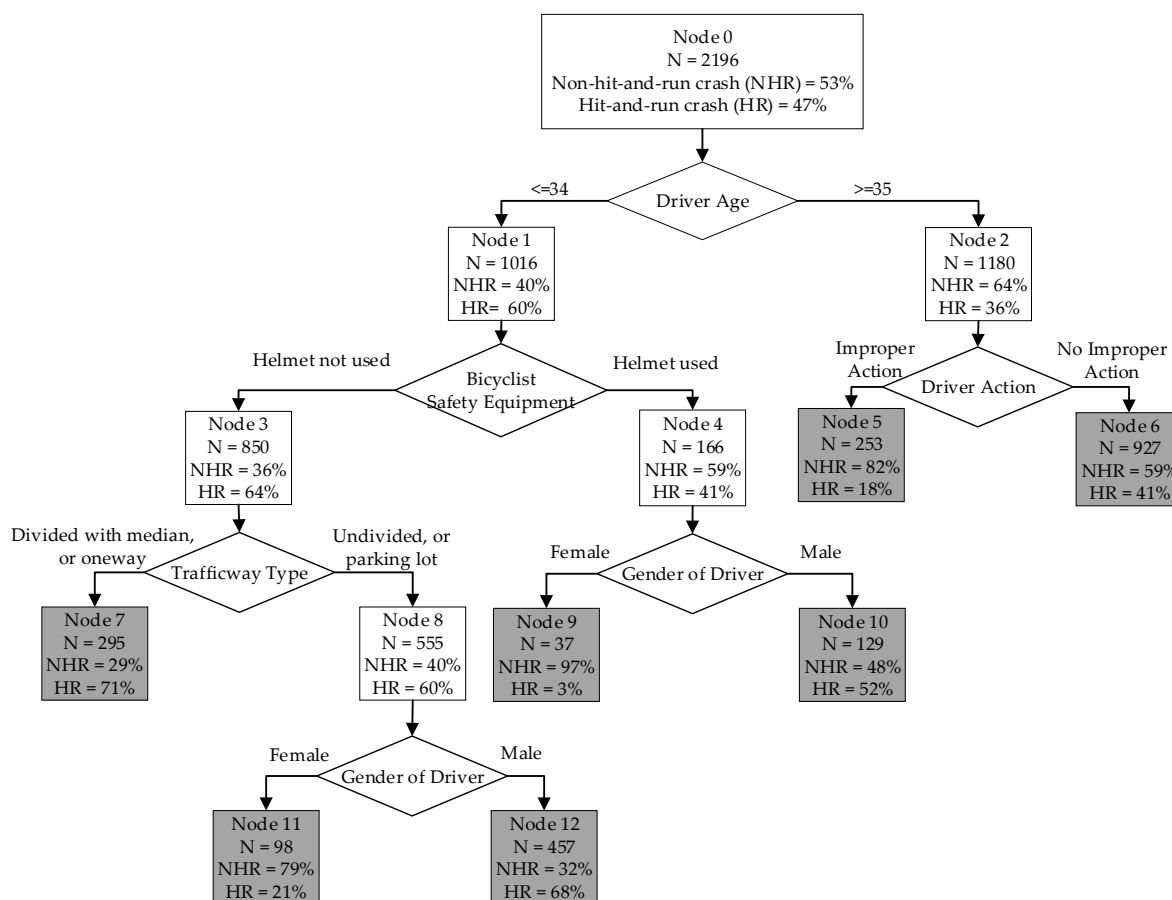 Node 0
N = 2196
Non-hit-and-run crash (NHR) = 53%
Hit-and-run crash (HR) = 47%
<=34
Driver Age
>=35
Node 1
N = 1016
NHR = 40%
HR= 60%
Node 2
N = 1180
NHR = 64%
HR = 36%
Helmet not used
Bicyclist
Safety Equipment
Helmet used
Improper
Action
Driver Action
No Improper
Action
Node 3
N = 850
NHR = 36%
HR = 64%
Node 4
N = 166
NHR = 59%
HR = 41%
Node 5
N = 253
NHR = 82%
HR = 18%
Node 6
N = 927
NHR = 59%
HR = 41%
Divided with median,
or oneway
Trafficway Type
Undivided, or
parking lot
Female
Gender of Driver
Male
Node 7
N = 295
NHR = 29%
HR = 71%
Node 8
N = 555
NHR = 40%
HR = 60%
Node 9
N = 37
NHR = 97%
HR = 3%
Node 10
N = 129
NHR = 48%
HR = 52%
Female
Gender of Driver
Male
Node 11
N = 98
NHR = 79%
HR = 21%
Node 12
N = 457
NHR = 32%
HR = 68%